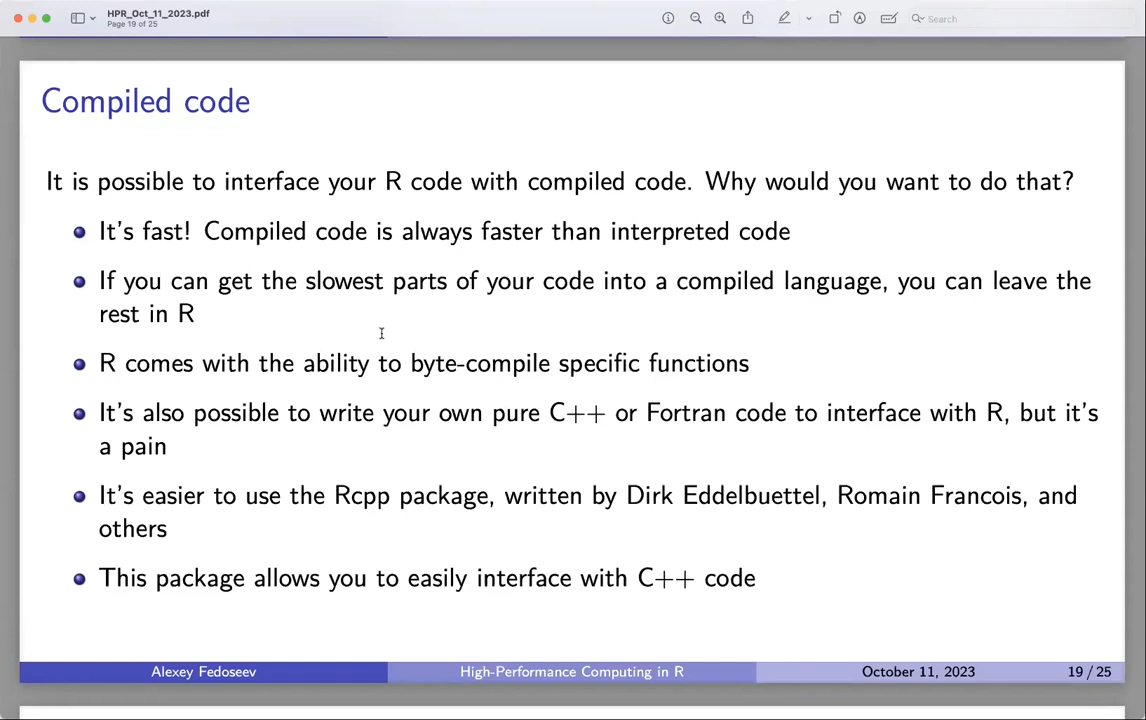 HPR_Oct_11_2023.pdf
Page 19 of 25
Search
Compiled code
It is possible to interface your R code with compiled code. Why would you want to do that?
It's fast! Compiled code is always faster than interpreted code
If you can get the slowest parts of your code into a compiled language, you can leave the
rest in R
R comes with the ability to byte-compile specific functions
It's also possible to write your own pure C++ or Fortran code to interface with R, but it's
a pain
It's easier to use the Rcpp package, written by Dirk Eddelbuettel, Romain Francois, and
others
This package allows you to easily interface with C++ code
Alexey Fedoseev High-Performance Computing in R October 11, 2023 19 / 25